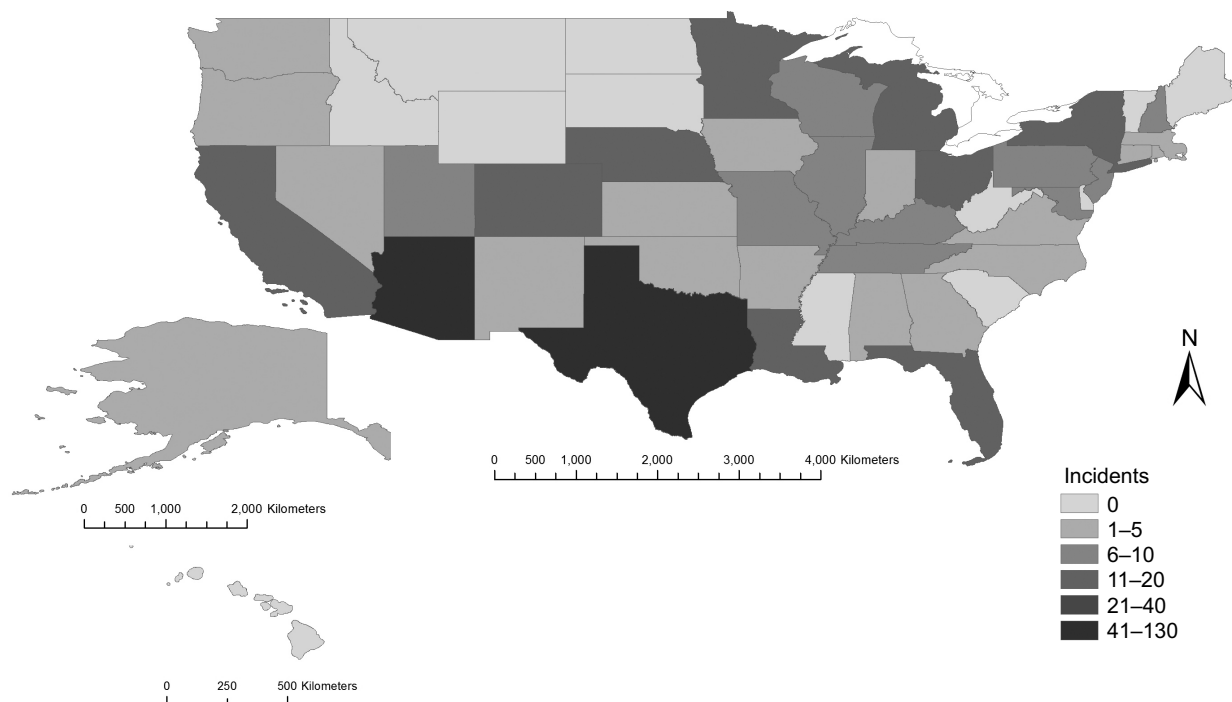 N
0 500 1,000 2,000 3,000 4,000 Kilometers
Incidents
0
1–5
6–10
11–20
21–40
41–130
0 500 1,000 2,000 Kilometers
0 250 500 Kilometers